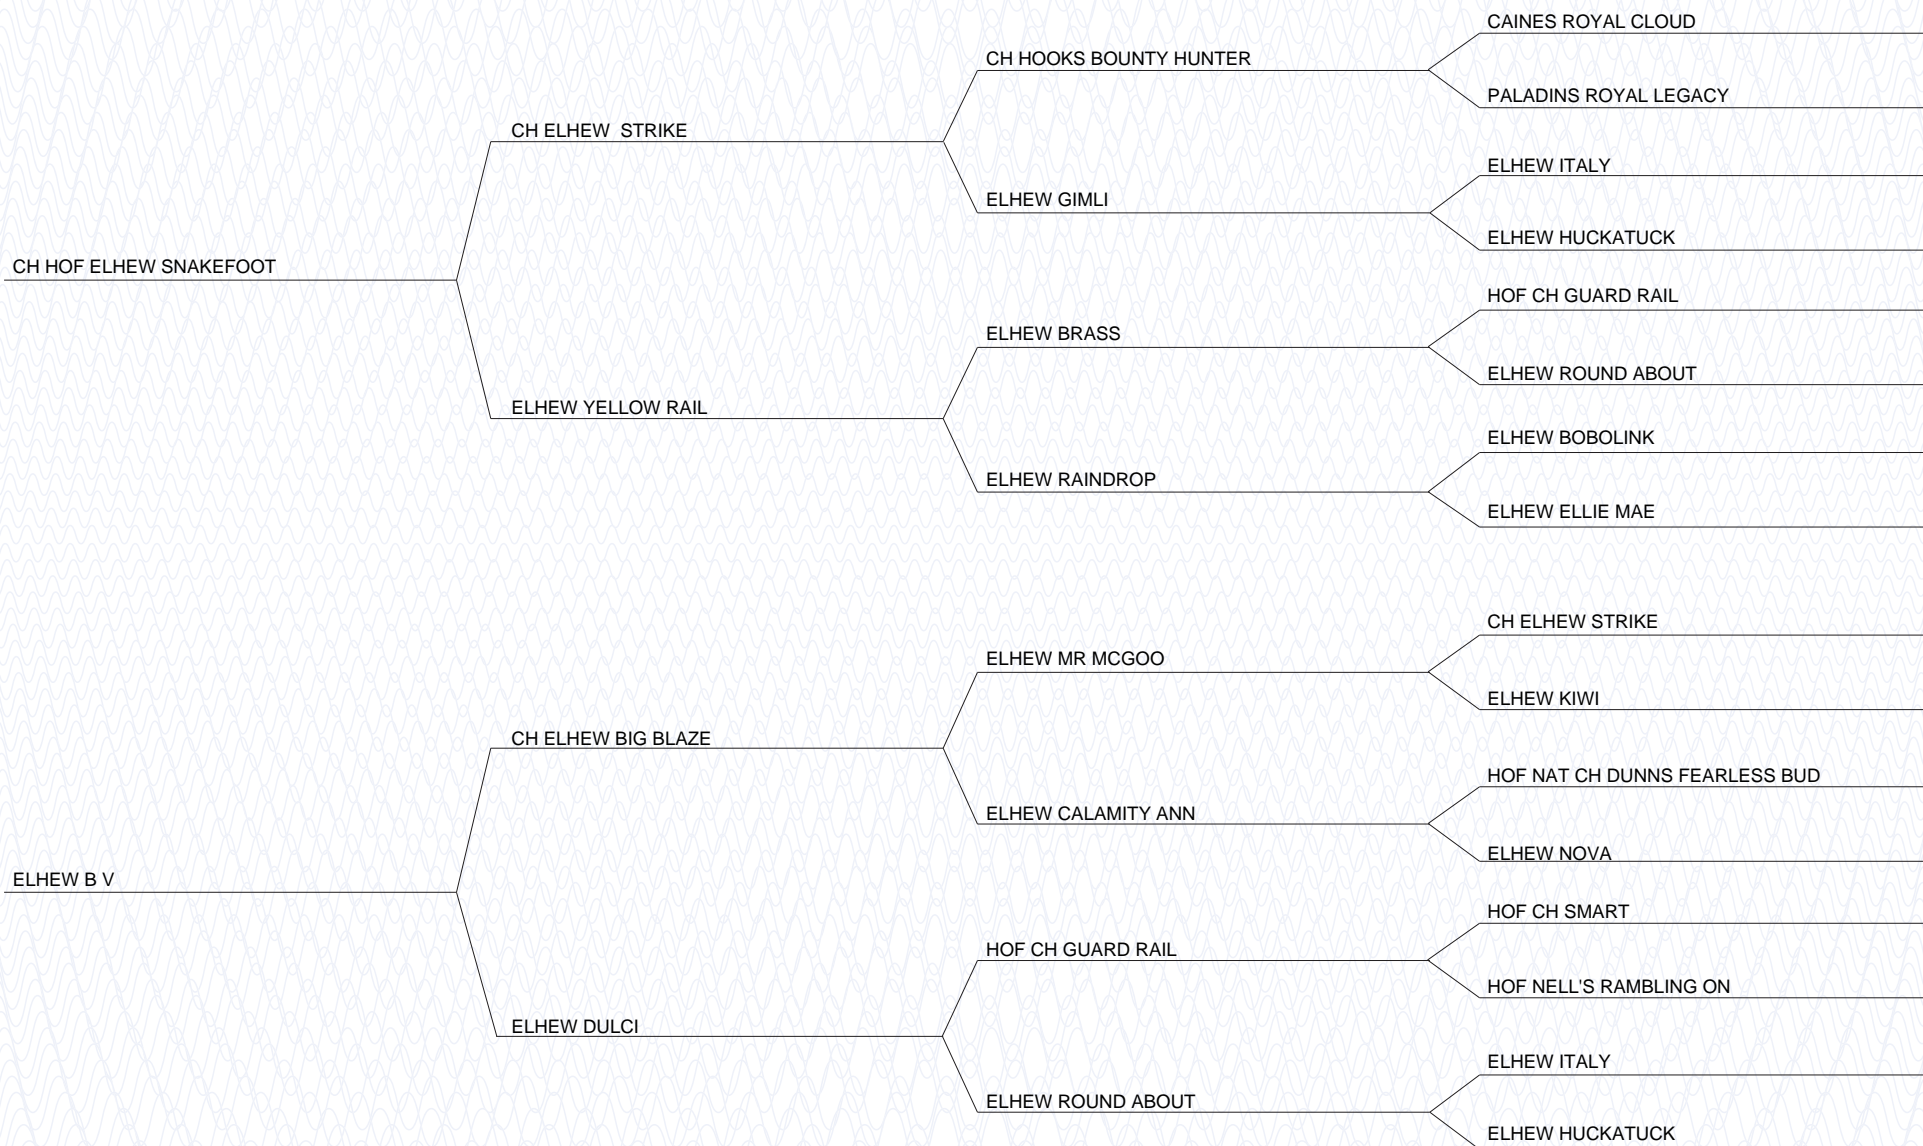 CAINES ROYAL CLOUD
CH HOOKS BOUNTY HUNTER
PALADINS ROYAL LEGACY
CH ELHEW  STRIKE
ELHEW ITALY
ELHEW GIMLI
ELHEW HUCKATUCK
CH HOF ELHEW SNAKEFOOT
HOF CH GUARD RAIL
ELHEW BRASS
ELHEW ROUND ABOUT
ELHEW YELLOW RAIL
ELHEW BOBOLINK
ELHEW RAINDROP
ELHEW ELLIE MAE
CH ELHEW STRIKE
ELHEW MR MCGOO
ELHEW KIWI
CH ELHEW BIG BLAZE
HOF NAT CH DUNNS FEARLESS BUD
ELHEW CALAMITY ANN
ELHEW NOVA
ELHEW B V
HOF CH SMART
HOF CH GUARD RAIL
HOF NELL'S RAMBLING ON
ELHEW DULCI
ELHEW ITALY
ELHEW ROUND ABOUT
ELHEW HUCKATUCK